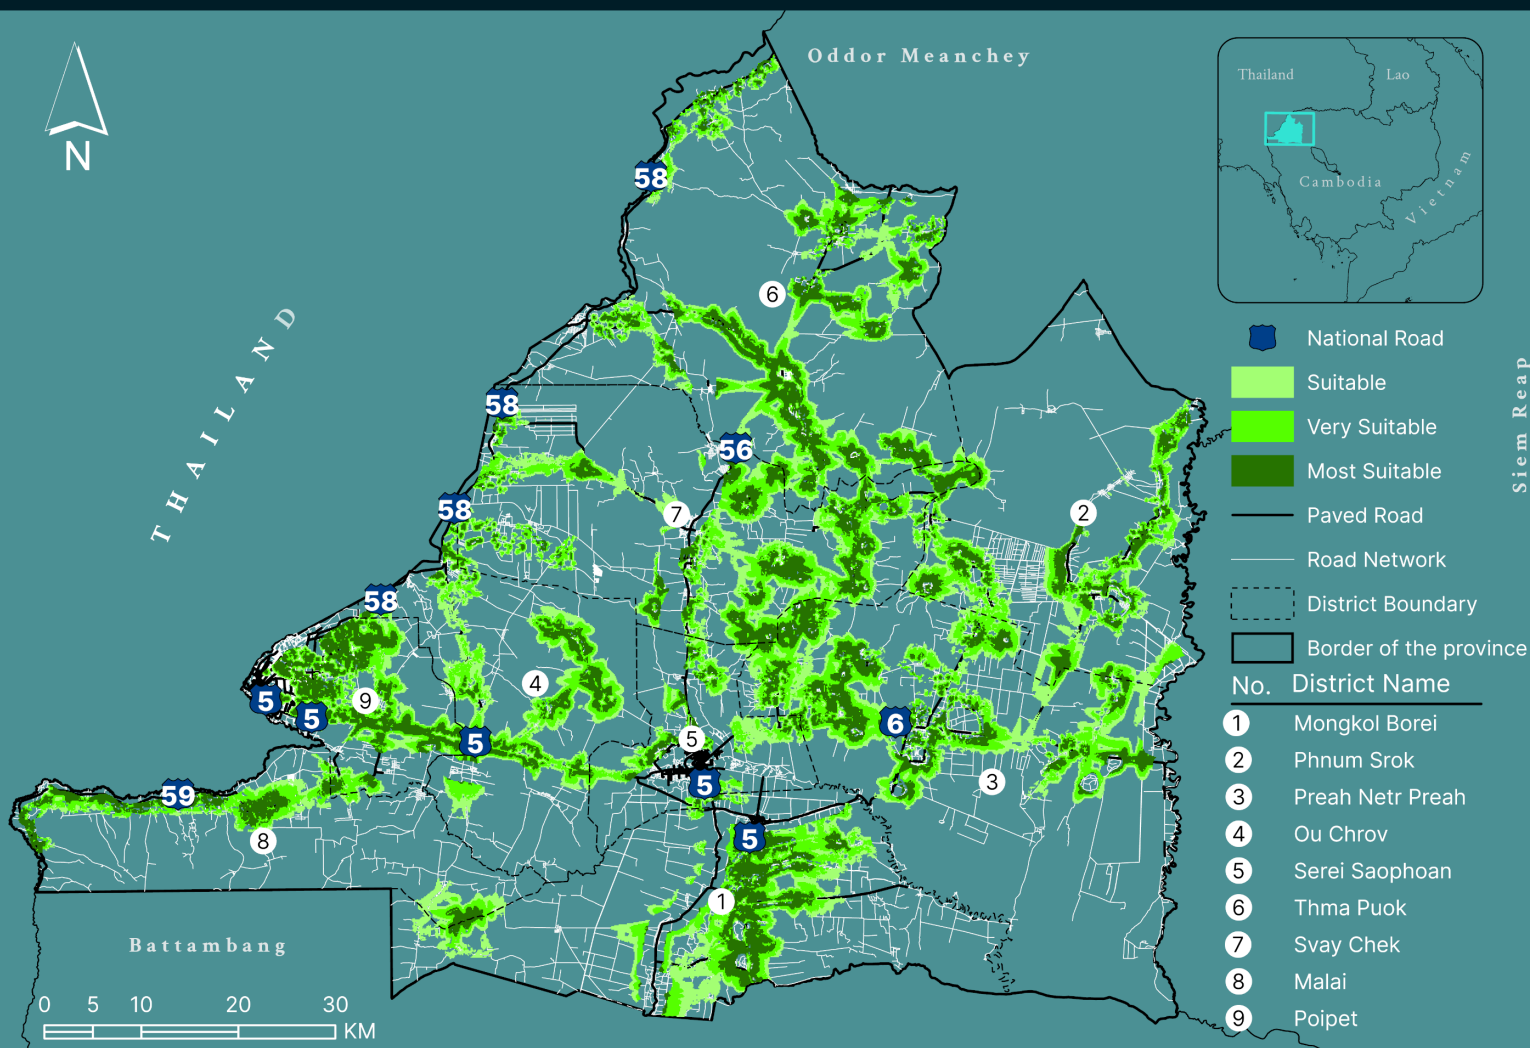 Oddor Meanchey
N
THAILAND
Siem Reap
Battambang
58
58
58
58
56
5
5
5
5
5
6
59
6
7
2
9
4
5
3
8
1
0 5 10 20 30
KM
Thailand
Lao
Cambodia
Vietnam
National Road
Suitable
Very Suitable
Most Suitable
Paved Road
Road Network
District Boundary
Border of the province
No. District Name
1 Mongkol Borei
2 Phnum Srok
3 Preah Netr Preah
4 Ou Chrov
5 Serei Saophoan
6 Thma Puok
7 Svay Chek
8 Malai
9 Poipet